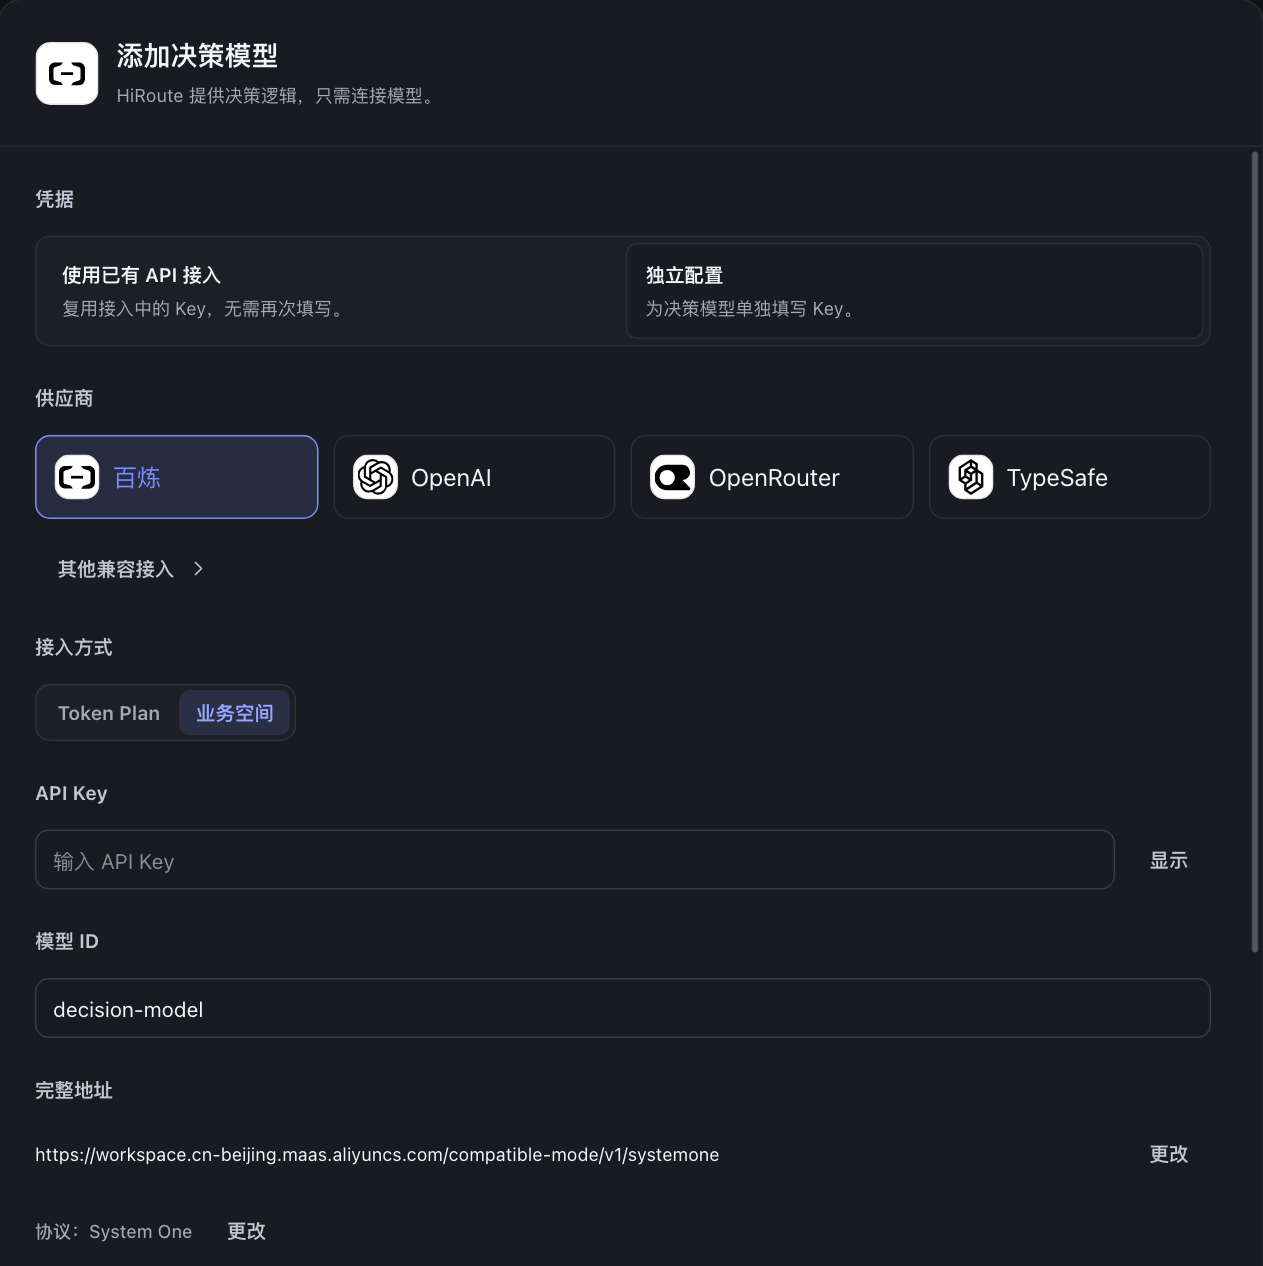 添加决策模型
HiRoute 提供决策逻辑，只需连接模型。
凭据
使用已有 API 接入
复用接入中的 Key，无需再次填写。
独立配置
为决策模型单独填写 Key。
供应商
百炼
OpenAI
OpenRouter
TypeSafe
其他兼容接入
接入方式
Token Plan
业务空间
API Key
输入 API Key
显示
模型 ID
decision-model
完整地址
https://workspace.cn-beijing.maas.aliyuncs.com/compatible-mode/v1/systemone
更改
协议：System One
更改